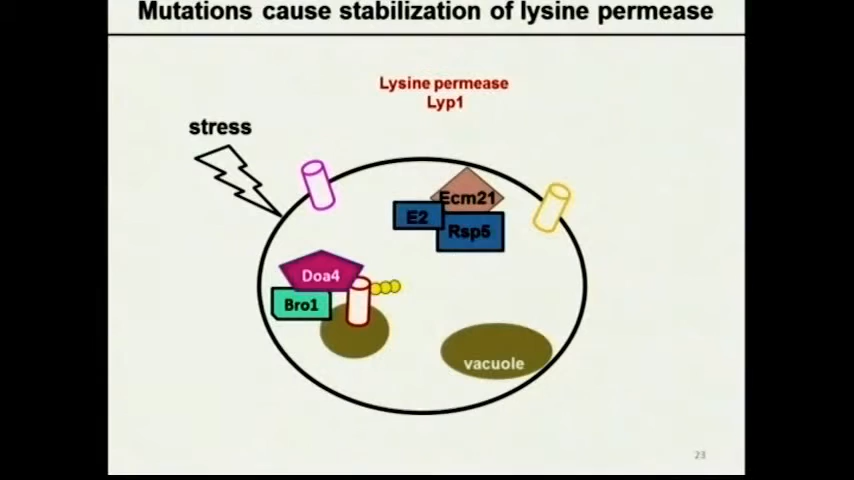 Mutations cause stabilization of lysine permease
Lysine permease
Lyp1
stress
Ecm21
E2
Rsp5
Doa4
Bro1
vacuole
23